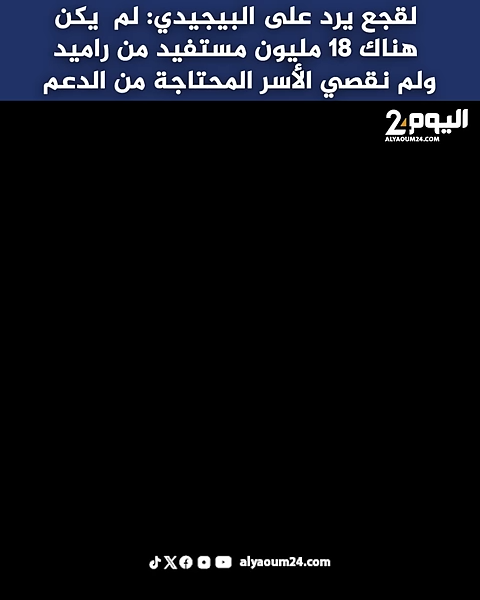 لقجع يرد على البيجيدي: لم يكن
هناك 18 مليون مستفيد من راميد
ولم نقصي الأسر المحتاجة من الدعم
اليوم 24
ALYAOUM24.COM
alyaoum24.com